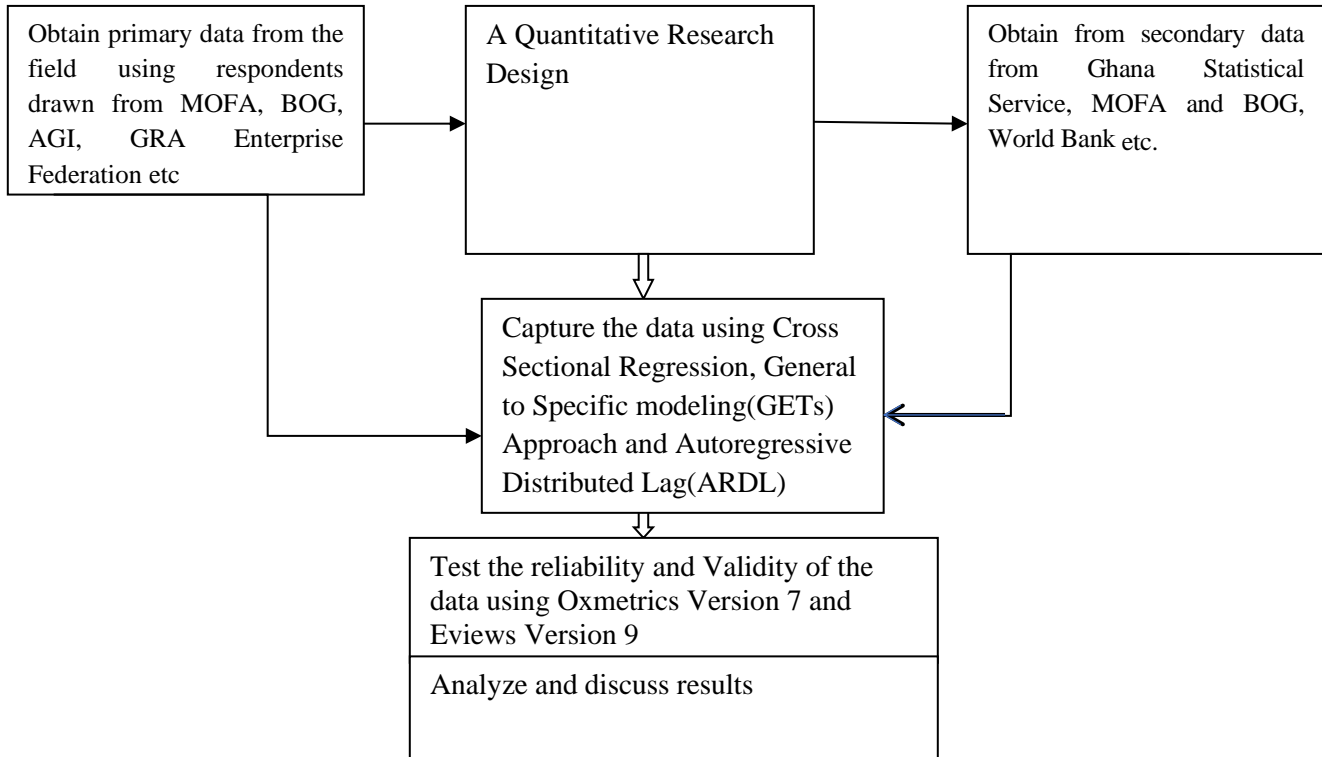 Obtain primary data from the
field using respondents
drawn from MOFA, BOG,
AGI, GRA Enterprise
Federation etc
A Quantitative Research
Design
Obtain from secondary data
from Ghana Statistical
Service, MOFA and BOG,
World Bank etc.
Capture the data using Cross
Sectional Regression, General
to Specific modeling(GETs)
Approach and Autoregressive
Distributed Lag(ARDL)
Test the reliability and Validity of the
data using Oxmetrics Version 7 and
Eviews Version 9
Analyze and discuss results